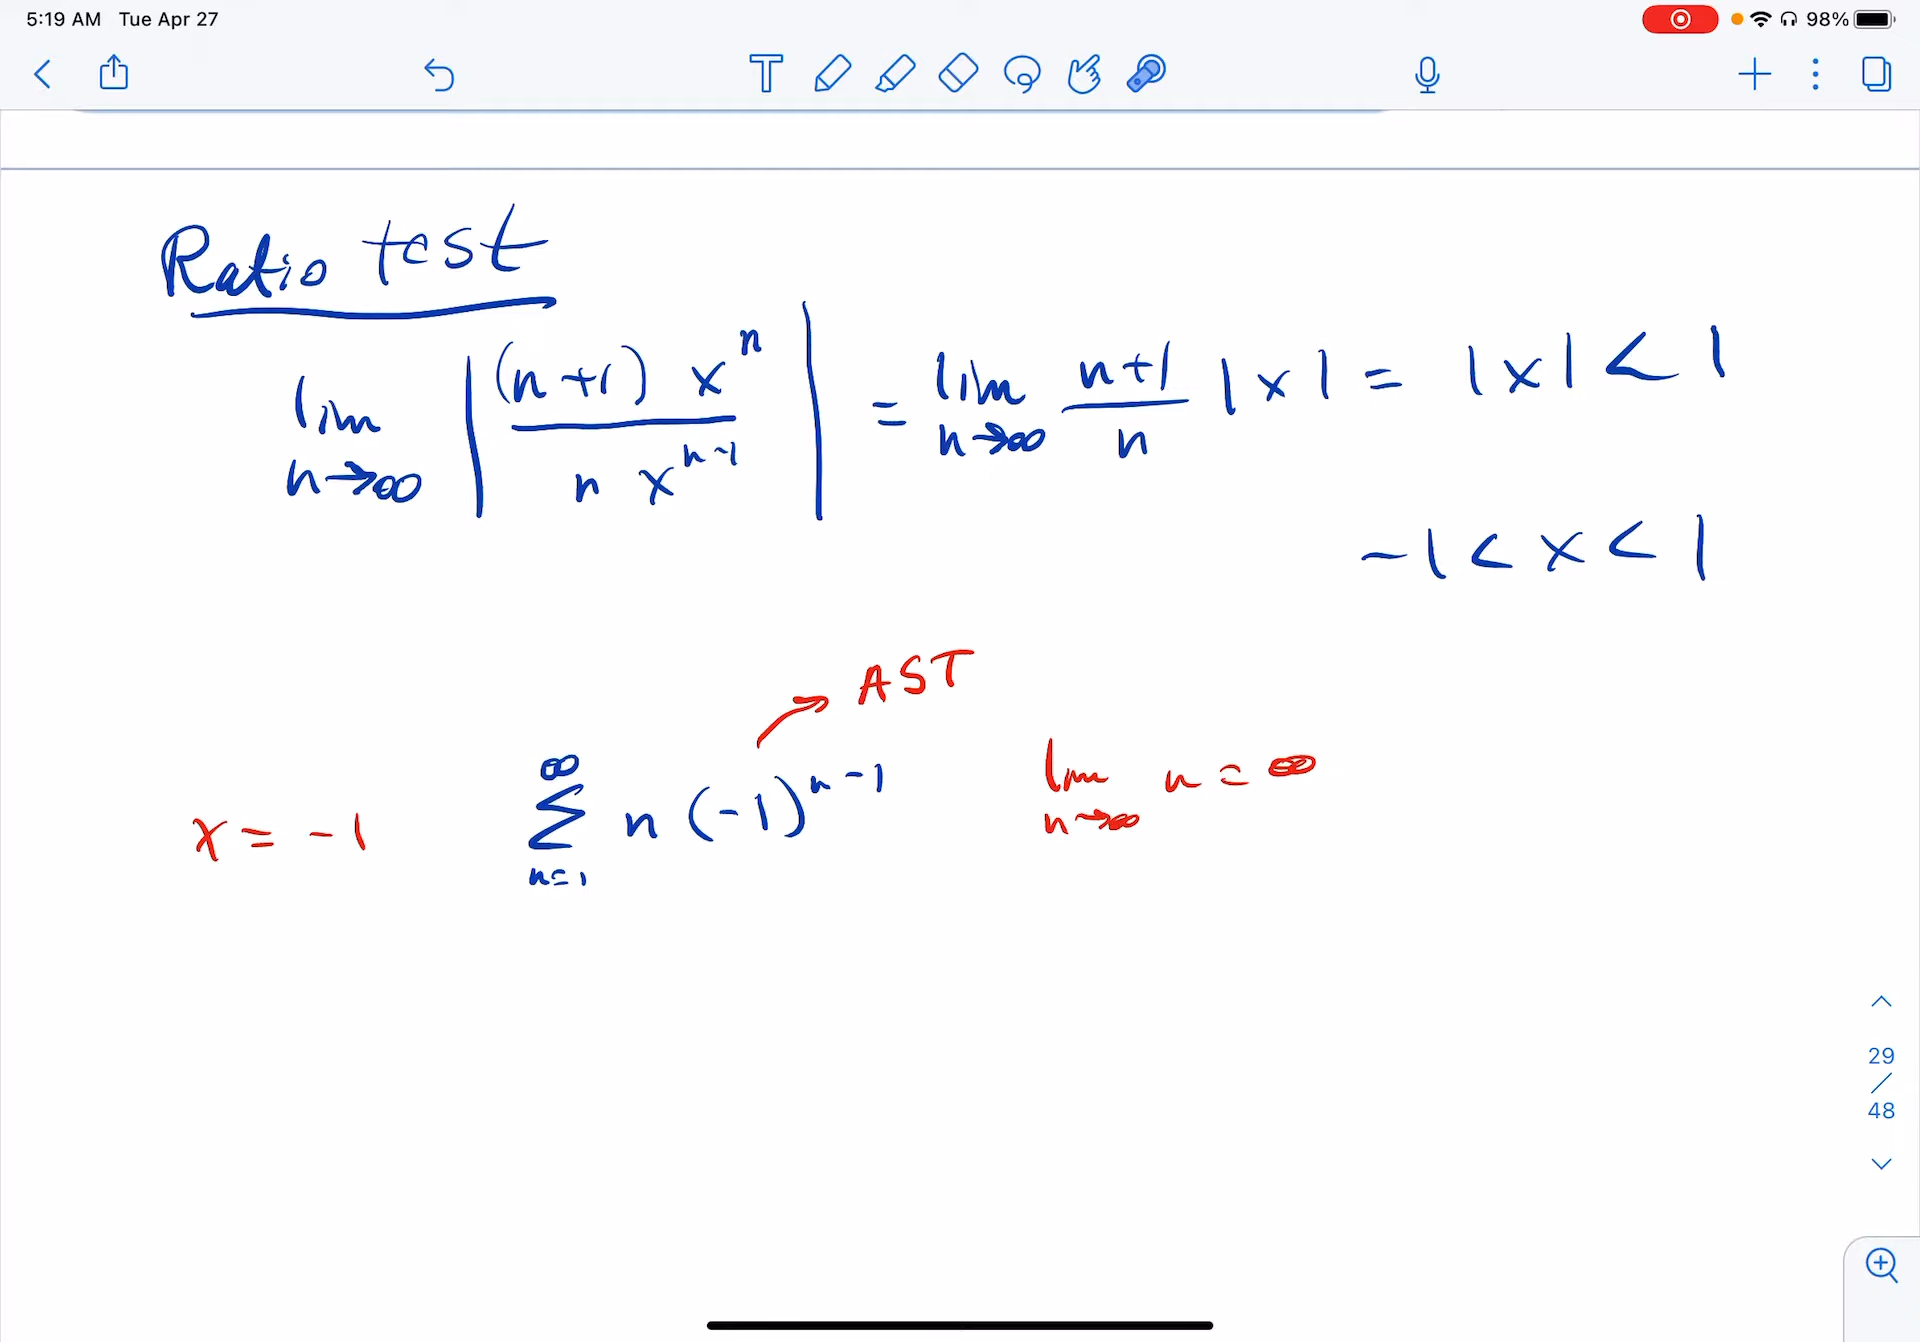 5:19 AM Tue Apr 27
98%
T
Ratio test
lim n→∞ | (n+1) x^n / n x^(n-1) | = lim n→∞ n+1 / n |x| = |x| < 1
-1 < x < 1
AST
x = -1 ∞ Σ n=1 n (-1)^(n-1) lim n→∞ n = ∞
29
/
48